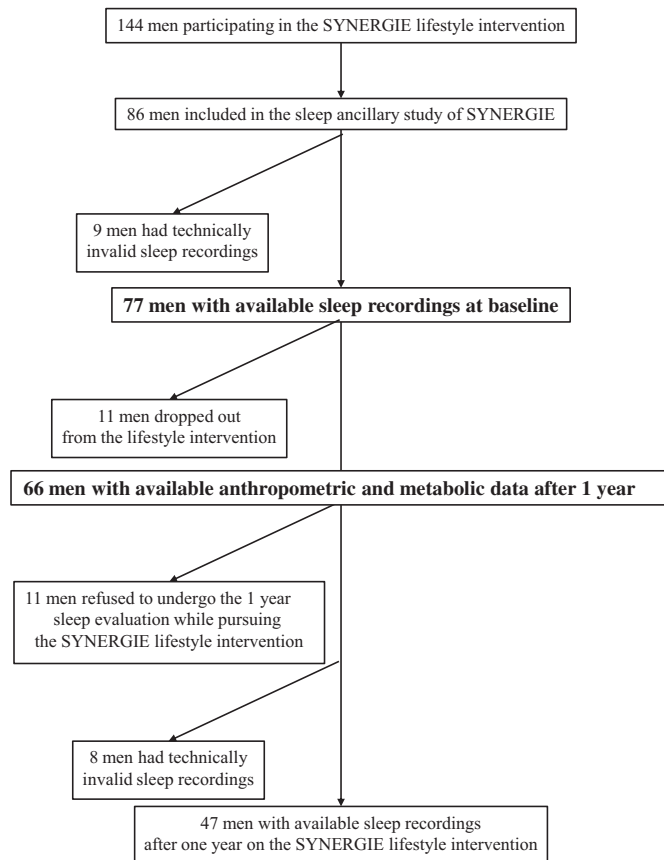 144 men participating in the SYNERGIE lifestyle intervention
86 men included in the sleep ancillary study of SYNERGIE
9 men had technically
invalid sleep recordings
77 men with available sleep recordings at baseline
11 men dropped out
from the lifestyle intervention
66 men with available anthropometric and metabolic data after 1 year
11 men refused to undergo the 1 year
sleep evaluation while pursuing
the SYNERGIE lifestyle intervention
8 men had technically
invalid sleep recordings
47 men with available sleep recordings
after one year on the SYNERGIE lifestyle intervention